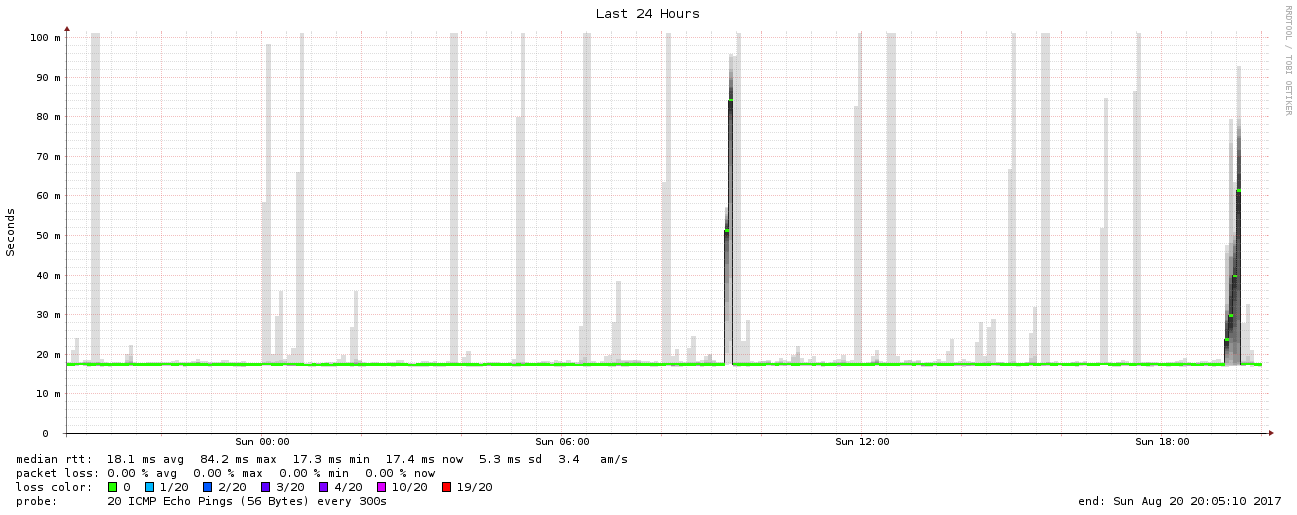 Last 24 Hours
RRDTOOL / TOBI OETIKER
Seconds
100 m
90 m
80 m
70 m
60 m
50 m
40 m
30 m
20 m
10 m
0
Sun 00:00 Sun 06:00 Sun 12:00 Sun 18:00
median rtt: 18.1 ms avg 84.2 ms max 17.3 ms min 17.4 ms now 5.3 ms sd 3.4 am/s
packet loss: 0.00 % avg 0.00 % max 0.00 % min 0.00 % now
loss color: 0 1/20 2/20 3/20 4/20 10/20 19/20
probe: 20 ICMP Echo Pings (56 Bytes) every 300s end: Sun Aug 20 20:05:10 2017